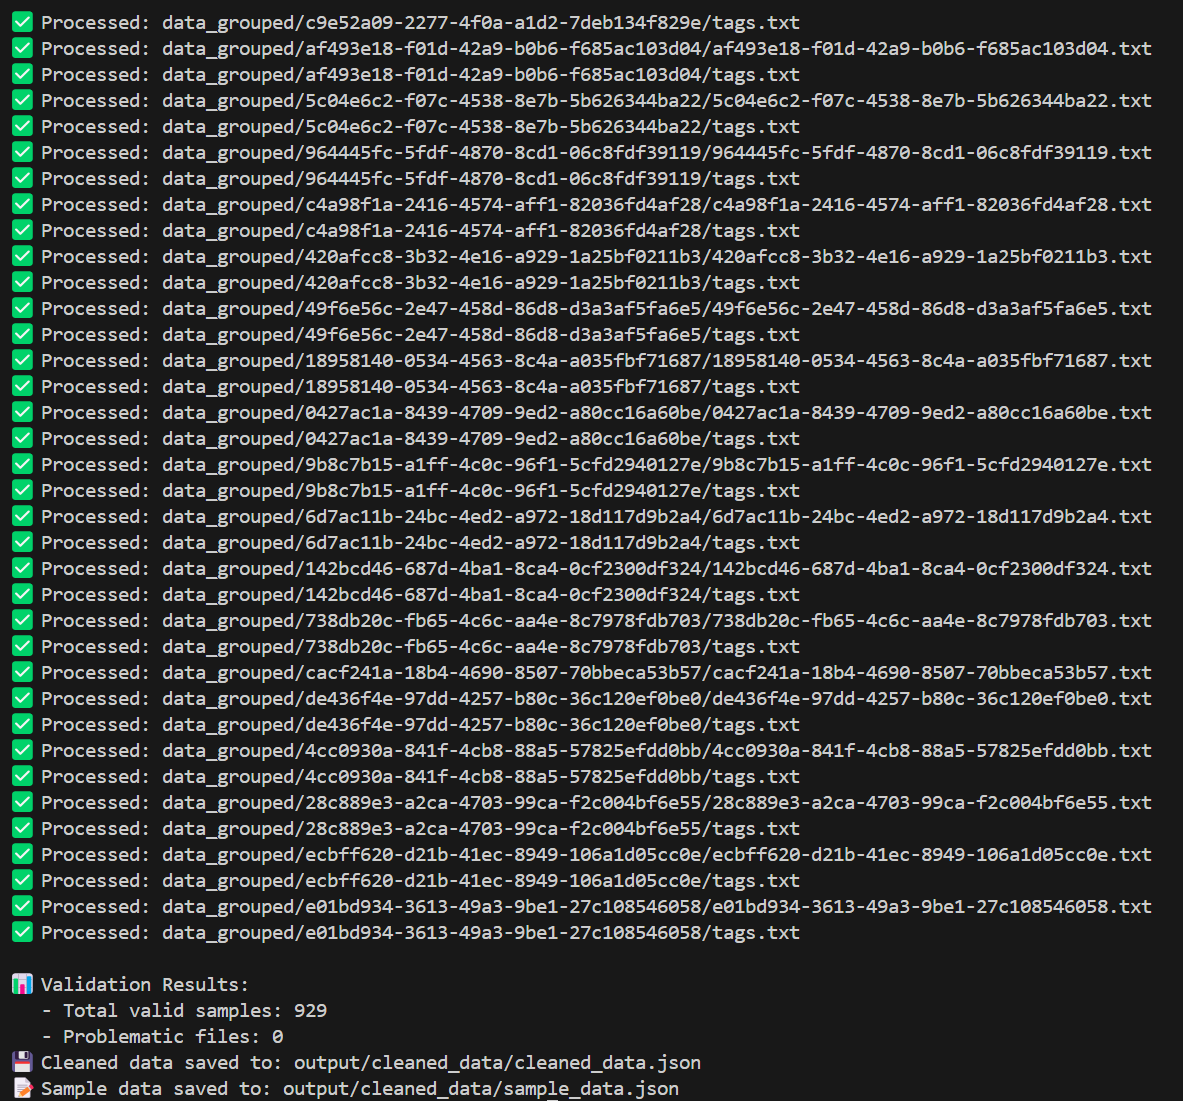 ✅ Processed: data_grouped/c9e52a09-2277-4f0a-a1d2-7deb134f829e/tags.txt
✅ Processed: data_grouped/af493e18-f01d-42a9-b0b6-f685ac103d04/af493e18-f01d-42a9-b0b6-f685ac103d04.txt
✅ Processed: data_grouped/af493e18-f01d-42a9-b0b6-f685ac103d04/tags.txt
✅ Processed: data_grouped/5c04e6c2-f07c-4538-8e7b-5b626344ba22/5c04e6c2-f07c-4538-8e7b-5b626344ba22.txt
✅ Processed: data_grouped/5c04e6c2-f07c-4538-8e7b-5b626344ba22/tags.txt
✅ Processed: data_grouped/964445fc-5fdf-4870-8cd1-06c8fdf39119/964445fc-5fdf-4870-8cd1-06c8fdf39119.txt
✅ Processed: data_grouped/964445fc-5fdf-4870-8cd1-06c8fdf39119/tags.txt
✅ Processed: data_grouped/c4a98f1a-2416-4574-aff1-82036fd4af28/c4a98f1a-2416-4574-aff1-82036fd4af28.txt
✅ Processed: data_grouped/c4a98f1a-2416-4574-aff1-82036fd4af28/tags.txt
✅ Processed: data_grouped/420afcc8-3b32-4e16-a929-1a25bf0211b3/420afcc8-3b32-4e16-a929-1a25bf0211b3.txt
✅ Processed: data_grouped/420afcc8-3b32-4e16-a929-1a25bf0211b3/tags.txt
✅ Processed: data_grouped/49f6e56c-2e47-458d-86d8-d3a3af5fa6e5/49f6e56c-2e47-458d-86d8-d3a3af5fa6e5.txt
✅ Processed: data_grouped/49f6e56c-2e47-458d-86d8-d3a3af5fa6e5/tags.txt
✅ Processed: data_grouped/18958140-0534-4563-8c4a-a035fbf71687/18958140-0534-4563-8c4a-a035fbf71687.txt
✅ Processed: data_grouped/18958140-0534-4563-8c4a-a035fbf71687/tags.txt
✅ Processed: data_grouped/0427ac1a-8439-4709-9ed2-a80cc16a60be/0427ac1a-8439-4709-9ed2-a80cc16a60be.txt
✅ Processed: data_grouped/0427ac1a-8439-4709-9ed2-a80cc16a60be/tags.txt
✅ Processed: data_grouped/9b8c7b15-a1ff-4c0c-96f1-5cfd2940127e/9b8c7b15-a1ff-4c0c-96f1-5cfd2940127e.txt
✅ Processed: data_grouped/9b8c7b15-a1ff-4c0c-96f1-5cfd2940127e/tags.txt
✅ Processed: data_grouped/6d7ac11b-24bc-4ed2-a972-18d117d9b2a4/6d7ac11b-24bc-4ed2-a972-18d117d9b2a4.txt
✅ Processed: data_grouped/6d7ac11b-24bc-4ed2-a972-18d117d9b2a4/tags.txt
✅ Processed: data_grouped/142bcd46-687d-4ba1-8ca4-0cf2300df324/142bcd46-687d-4ba1-8ca4-0cf2300df324.txt
✅ Processed: data_grouped/142bcd46-687d-4ba1-8ca4-0cf2300df324/tags.txt
✅ Processed: data_grouped/738db20c-fb65-4c6c-aa4e-8c7978fdb703/738db20c-fb65-4c6c-aa4e-8c7978fdb703.txt
✅ Processed: data_grouped/738db20c-fb65-4c6c-aa4e-8c7978fdb703/tags.txt
✅ Processed: data_grouped/cacf241a-18b4-4690-8507-70bbeca53b57/cacf241a-18b4-4690-8507-70bbeca53b57.txt
✅ Processed: data_grouped/de436f4e-97dd-4257-b80c-36c120ef0be0/de436f4e-97dd-4257-b80c-36c120ef0be0.txt
✅ Processed: data_grouped/de436f4e-97dd-4257-b80c-36c120ef0be0/tags.txt
✅ Processed: data_grouped/4cc0930a-841f-4cb8-88a5-57825efdd0bb/4cc0930a-841f-4cb8-88a5-57825efdd0bb.txt
✅ Processed: data_grouped/4cc0930a-841f-4cb8-88a5-57825efdd0bb/tags.txt
✅ Processed: data_grouped/28c889e3-a2ca-4703-99ca-f2c004bf6e55/28c889e3-a2ca-4703-99ca-f2c004bf6e55.txt
✅ Processed: data_grouped/28c889e3-a2ca-4703-99ca-f2c004bf6e55/tags.txt
✅ Processed: data_grouped/ecbff620-d21b-41ec-8949-106a1d05cc0e/ecbff620-d21b-41ec-8949-106a1d05cc0e.txt
✅ Processed: data_grouped/ecbff620-d21b-41ec-8949-106a1d05cc0e/tags.txt
✅ Processed: data_grouped/e01bd934-3613-49a3-9be1-27c108546058/e01bd934-3613-49a3-9be1-27c108546058.txt
✅ Processed: data_grouped/e01bd934-3613-49a3-9be1-27c108546058/tags.txt

📊 Validation Results:
- Total valid samples: 929
- Problematic files: 0
💾 Cleaned data saved to: output/cleaned_data/cleaned_data.json
📝 Sample data saved to: output/cleaned_data/sample_data.json